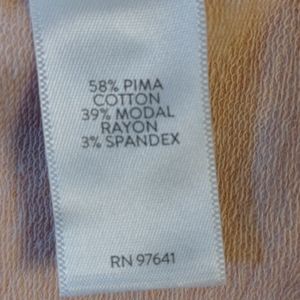 58% PIMA
COTTON
39% MODAL
RAYON
3% SPANDEX
RN 97641